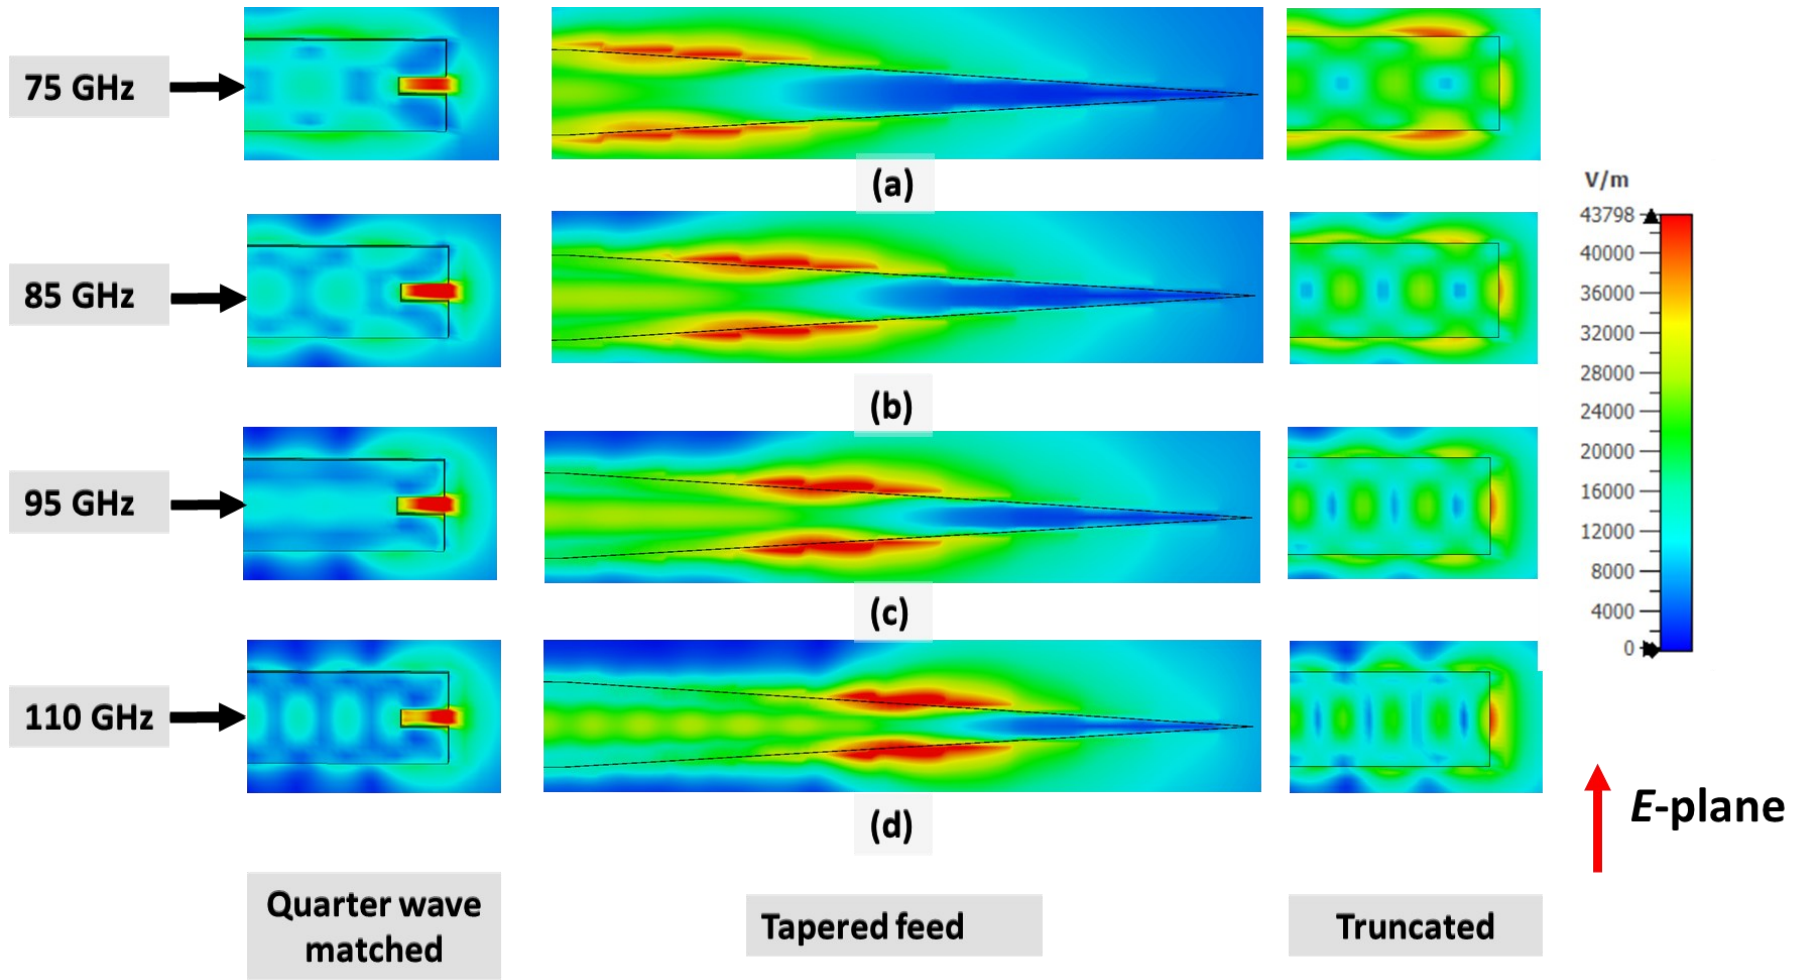 75 GHz
(a)
85 GHz
(b)
95 GHz
(c)
110 GHz
(d)
V/m
43798
40000
36000
32000
28000
24000
20000
16000
12000
8000
4000
0
E-plane
Quarter wave
matched
Tapered feed
Truncated